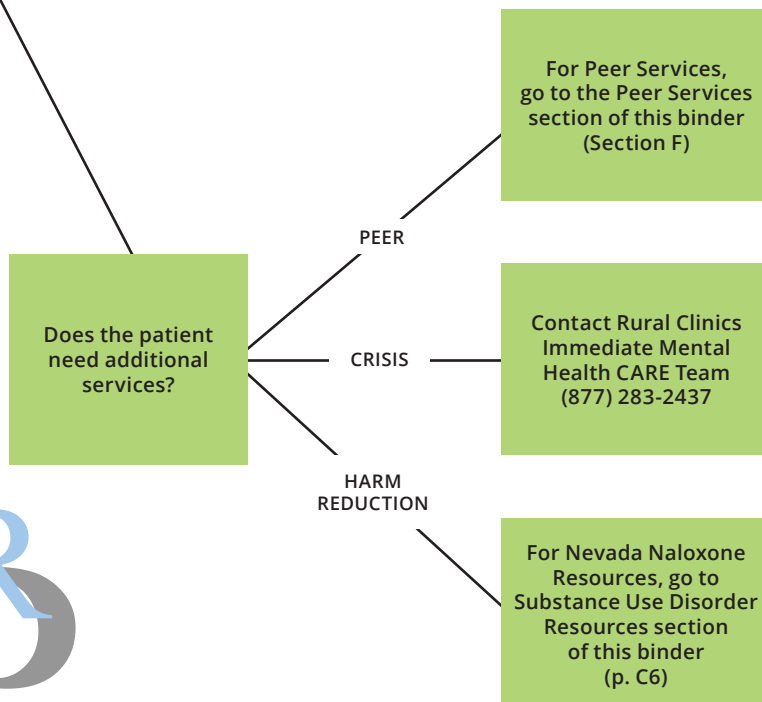 For Peer Services,
go to the Peer Services
section of this binder
(Section F)
PEER
Does the patient
need additional
services?
CRISIS
Contact Rural Clinics
Immediate Mental
Health CARE Team
(877) 283-2437
HARM
REDUCTION
For Nevada Naloxone
Resources, go to
Substance Use Disorder
Resources section
of this binder
(p. C6)